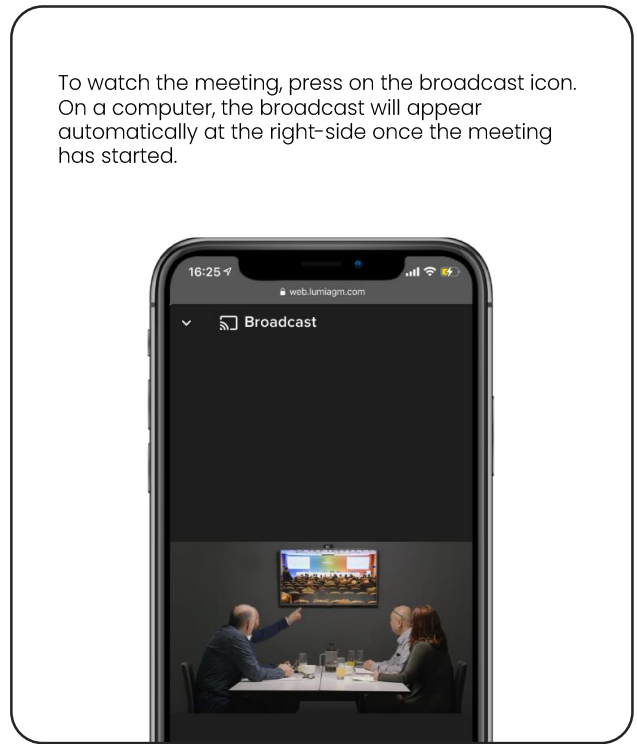 To watch the meeting, press on the broadcast icon.
On a computer, the broadcast will appear
automatically at the right-side once the meeting
has started.
16:25
web.lumiagm.com
Broadcast